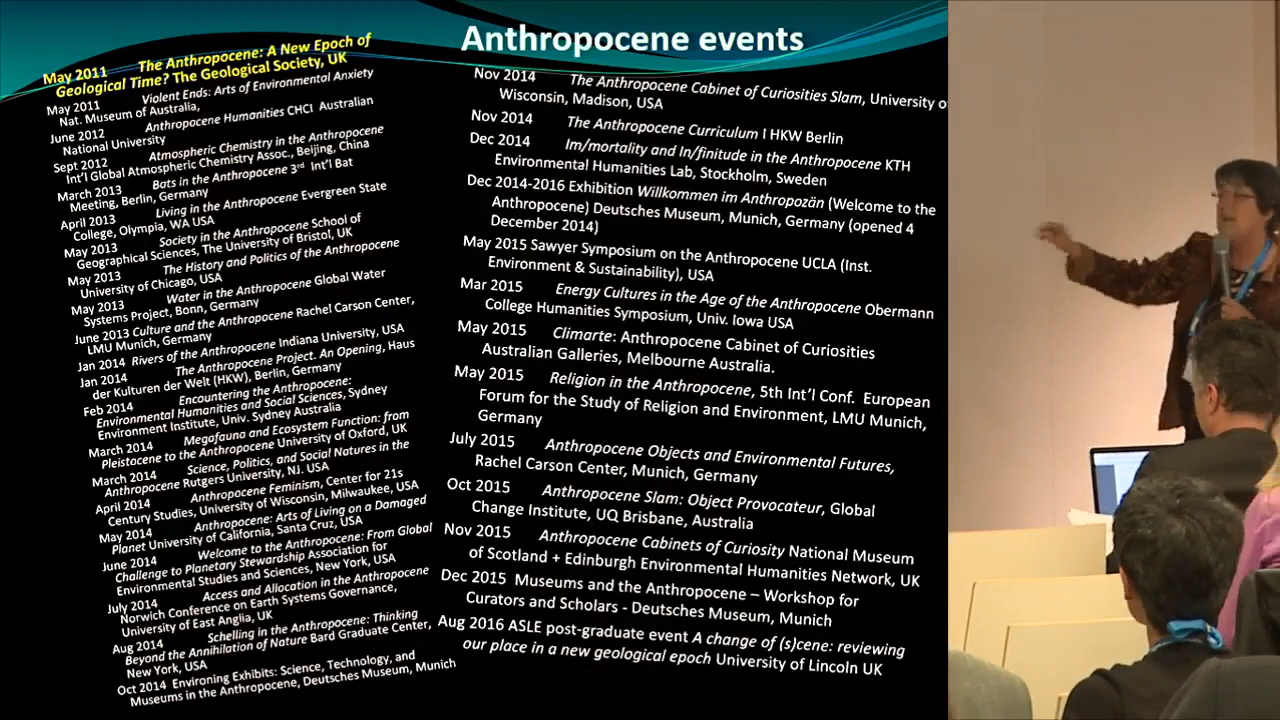 Anthropocene events
May 2011 The Anthropocene: A New Epoch of
Geological Time? The Geological Society, UK
May 2011 Violent Ends: Arts of Environmental Anxiety
Nat. Museum of Australia,
June 2012 Anthropocene Humanities CHCI Australian
National University
Sept 2012 Atmospheric Chemistry in the Anthropocene
Int'l Global Atmospheric Chemistry Assoc., Beijing, China
March 2013 Bats in the Anthropocene 3rd Int'l Bat
Meeting, Berlin, Germany
April 2013 Living in the Anthropocene Evergreen State
College, Olympia, WA USA
May 2013 Society in the Anthropocene School of
Geographical Sciences, The University of Bristol, UK
May 2013 The History and Politics of the Anthropocene
University of Chicago, USA
May 2013 Water in the Anthropocene Global Water
Systems Project, Bonn, Germany
June 2013 Culture and the Anthropocene Rachel Carson Center,
LMU Munich, Germany
Jan 2014 Rivers of the Anthropocene Indiana University, USA
Jan 2014 The Anthropocene Project. An Opening, Haus
der Kulturen der Welt (HKW), Berlin, Germany
Feb 2014 Encountering the Anthropocene:
Environmental Humanities and Social Sciences, Sydney
Environment Institute, Univ. Sydney Australia
March 2014 Megafauna and Ecosystem Function: from
Pleistocene to the Anthropocene University of Oxford, UK
March 2014 Science, Politics, and Social Natures in the
Anthropocene Rutgers University, NJ. USA
April 2014 Anthropocene Feminism, Center for 21s
Century Studies, University of Wisconsin, Milwaukee, USA
May 2014 Anthropocene: Arts of Living on a Damaged
Planet University of California, Santa Cruz, USA
June 2014 Welcome to the Anthropocene: From Global
Challenge to Planetary Stewardship Association for
Environmental Studies and Sciences, New York, USA
July 2014 Access and Allocation in the Anthropocene
Norwich Conference on Earth Systems Governance,
University of East Anglia, UK
Aug 2014 Schelling in the Anthropocene: Thinking
Beyond the Annihilation of Nature Bard Graduate Center,
New York, USA
Oct 2014 Environing Exhibits: Science, Technology, and
Museums in the Anthropocene, Deutsches Museum, Munich
Nov 2014 The Anthropocene Cabinet of Curiosities Slam, University o
Wisconsin, Madison, USA
Nov 2014 The Anthropocene Curriculum I HKW Berlin
Dec 2014 Im/mortality and In/finitude in the Anthropocene KTH
Environmental Humanities Lab, Stockholm, Sweden
Dec 2014-2016 Exhibition Willkommen im Anthropozän (Welcome to the
Anthropocene) Deutsches Museum, Munich, Germany (opened 4
December 2014)
May 2015 Sawyer Symposium on the Anthropocene UCLA (Inst.
Environment & Sustainability), USA
Mar 2015 Energy Cultures in the Age of the Anthropocene Obermann
College Humanities Symposium, Univ. Iowa USA
May 2015 Climarte: Anthropocene Cabinet of Curiosities
Australian Galleries, Melbourne Australia.
May 2015 Religion in the Anthropocene, 5th Int'l Conf. European
Forum for the Study of Religion and Environment, LMU Munich,
Germany
July 2015 Anthropocene Objects and Environmental Futures,
Rachel Carson Center, Munich, Germany
Oct 2015 Anthropocene Slam: Object Provocateur, Global
Change Institute, UQ Brisbane, Australia
Nov 2015 Anthropocene Cabinets of Curiosity National Museum
of Scotland + Edinburgh Environmental Humanities Network, UK
Dec 2015 Museums and the Anthropocene – Workshop for
Curators and Scholars - Deutsches Museum, Munich
Aug 2016 ASLE post-graduate event A change of (s)cene: reviewing
our place in a new geological epoch University of Lincoln UK